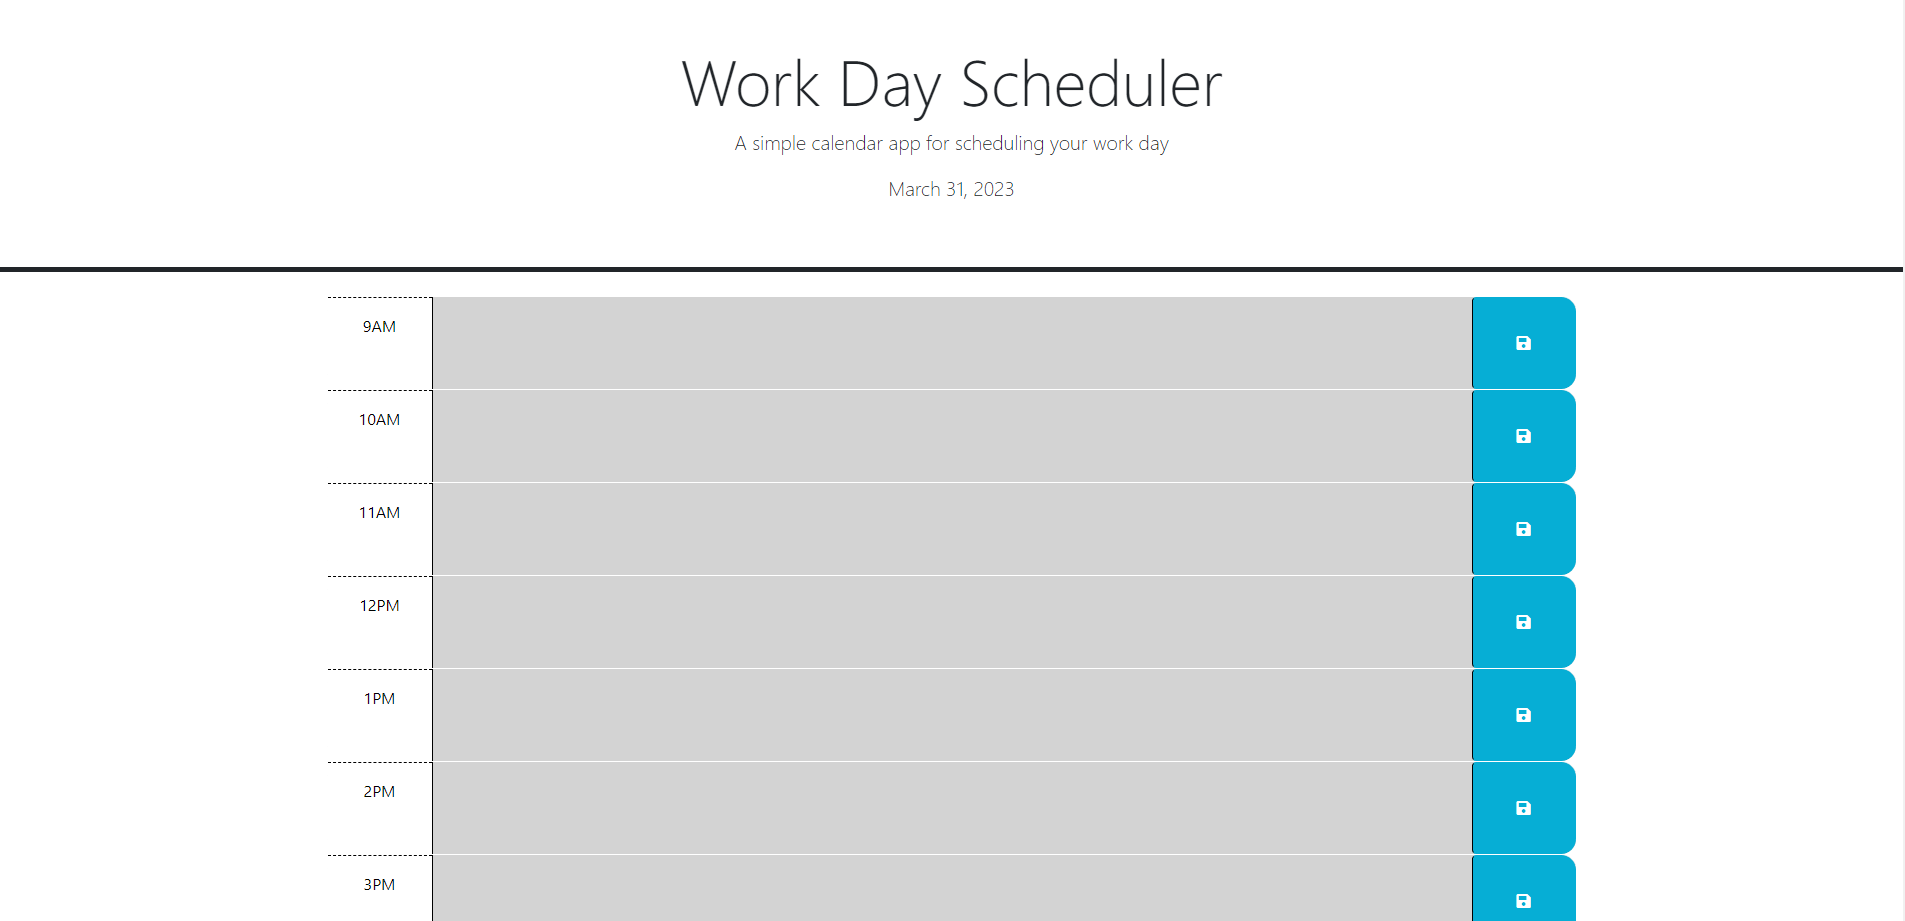 Work Day Scheduler
A simple calendar app for scheduling your work day
March 31, 2023
9AM
10AM
11AM
12PM
1PM
2PM
3PM